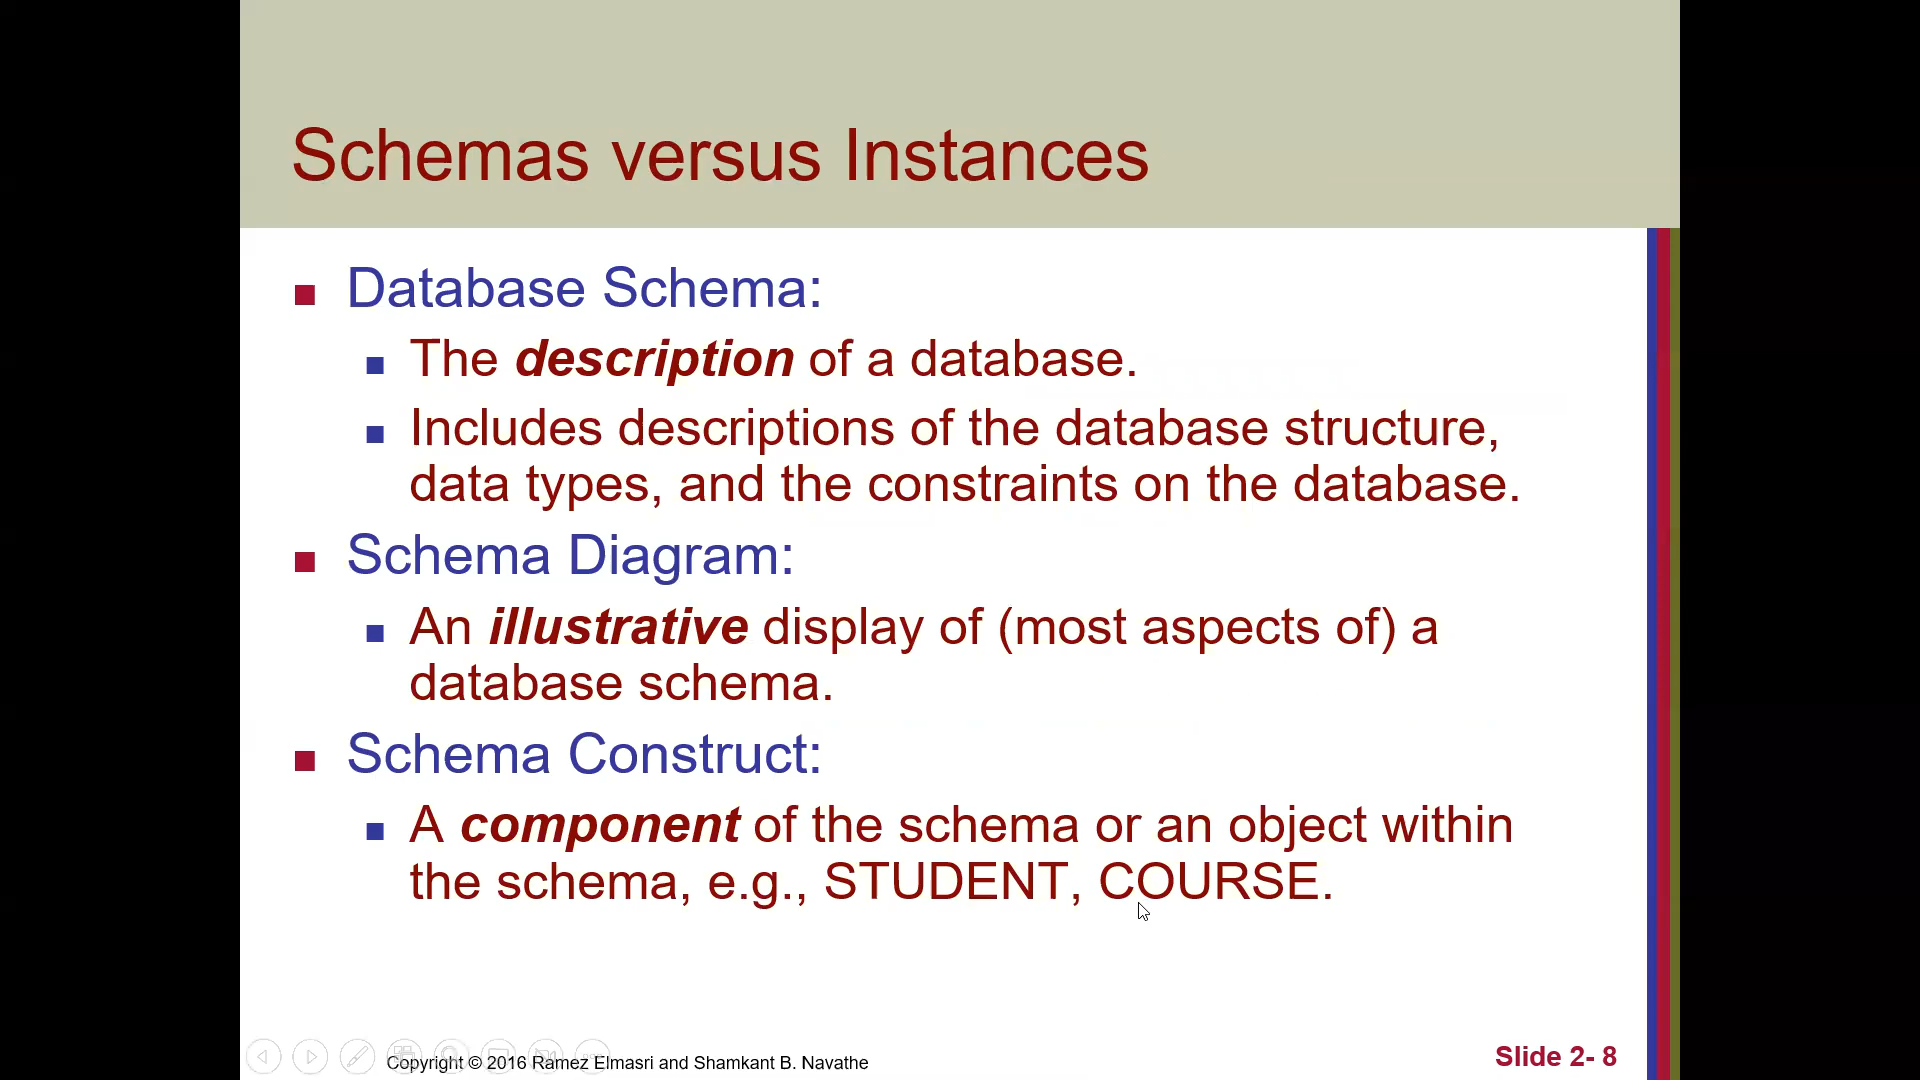 Schemas versus Instances
Database Schema:
The description of a database.
Includes descriptions of the database structure,
data types, and the constraints on the database.
Schema Diagram:
An illustrative display of (most aspects of) a
database schema.
Schema Construct:
A component of the schema or an object within
the schema, e.g., STUDENT, COURSE.
Copyright © 2016 Ramez Elmasri and Shamkant B. Navathe
Slide 2- 8